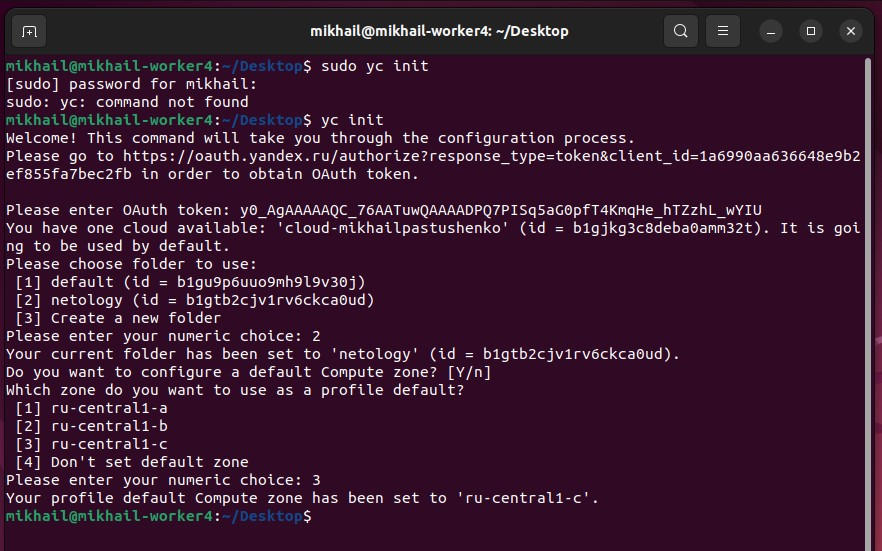 mikhail@mikhail-worker4: ~/Desktop
mikhail@mikhail-worker4:~/Desktop$ sudo yc init
[sudo] password for mikhail:
sudo: yc: command not found
mikhail@mikhail-worker4:~/Desktop$ yc init
Welcome! This command will take you through the configuration process.
Please go to https://oauth.yandex.ru/authorize?response_type=token&client_id=1a6990aa636648e9b2
ef855fa7bec2fb in order to obtain OAuth token.
Please enter OAuth token: y0_AgAAAAAQC_76AATuwQAAAADPQ7PISq5aG0pfT4KmqHe_hTZzhL_wYIU
You have one cloud available: 'cloud-mikhailpastushenko' (id = b1gjkg3c8deba0amm32t). It is goi
ng to be used by default.
Please choose folder to use:
[1] default (id = b1gu9p6uuo9mh9l9v30j)
[2] netology (id = b1gtb2cjv1rv6ckca0ud)
[3] Create a new folder
Please enter your numeric choice: 2
Your current folder has been set to 'netology' (id = b1gtb2cjv1rv6ckca0ud).
Do you want to configure a default Compute zone? [Y/n]
Which zone do you want to use as a profile default?
[1] ru-central1-a
[2] ru-central1-b
[3] ru-central1-c
[4] Don't set default zone
Please enter your numeric choice: 3
Your profile default Compute zone has been set to 'ru-central1-c'.
mikhail@mikhail-worker4:~/Desktop$